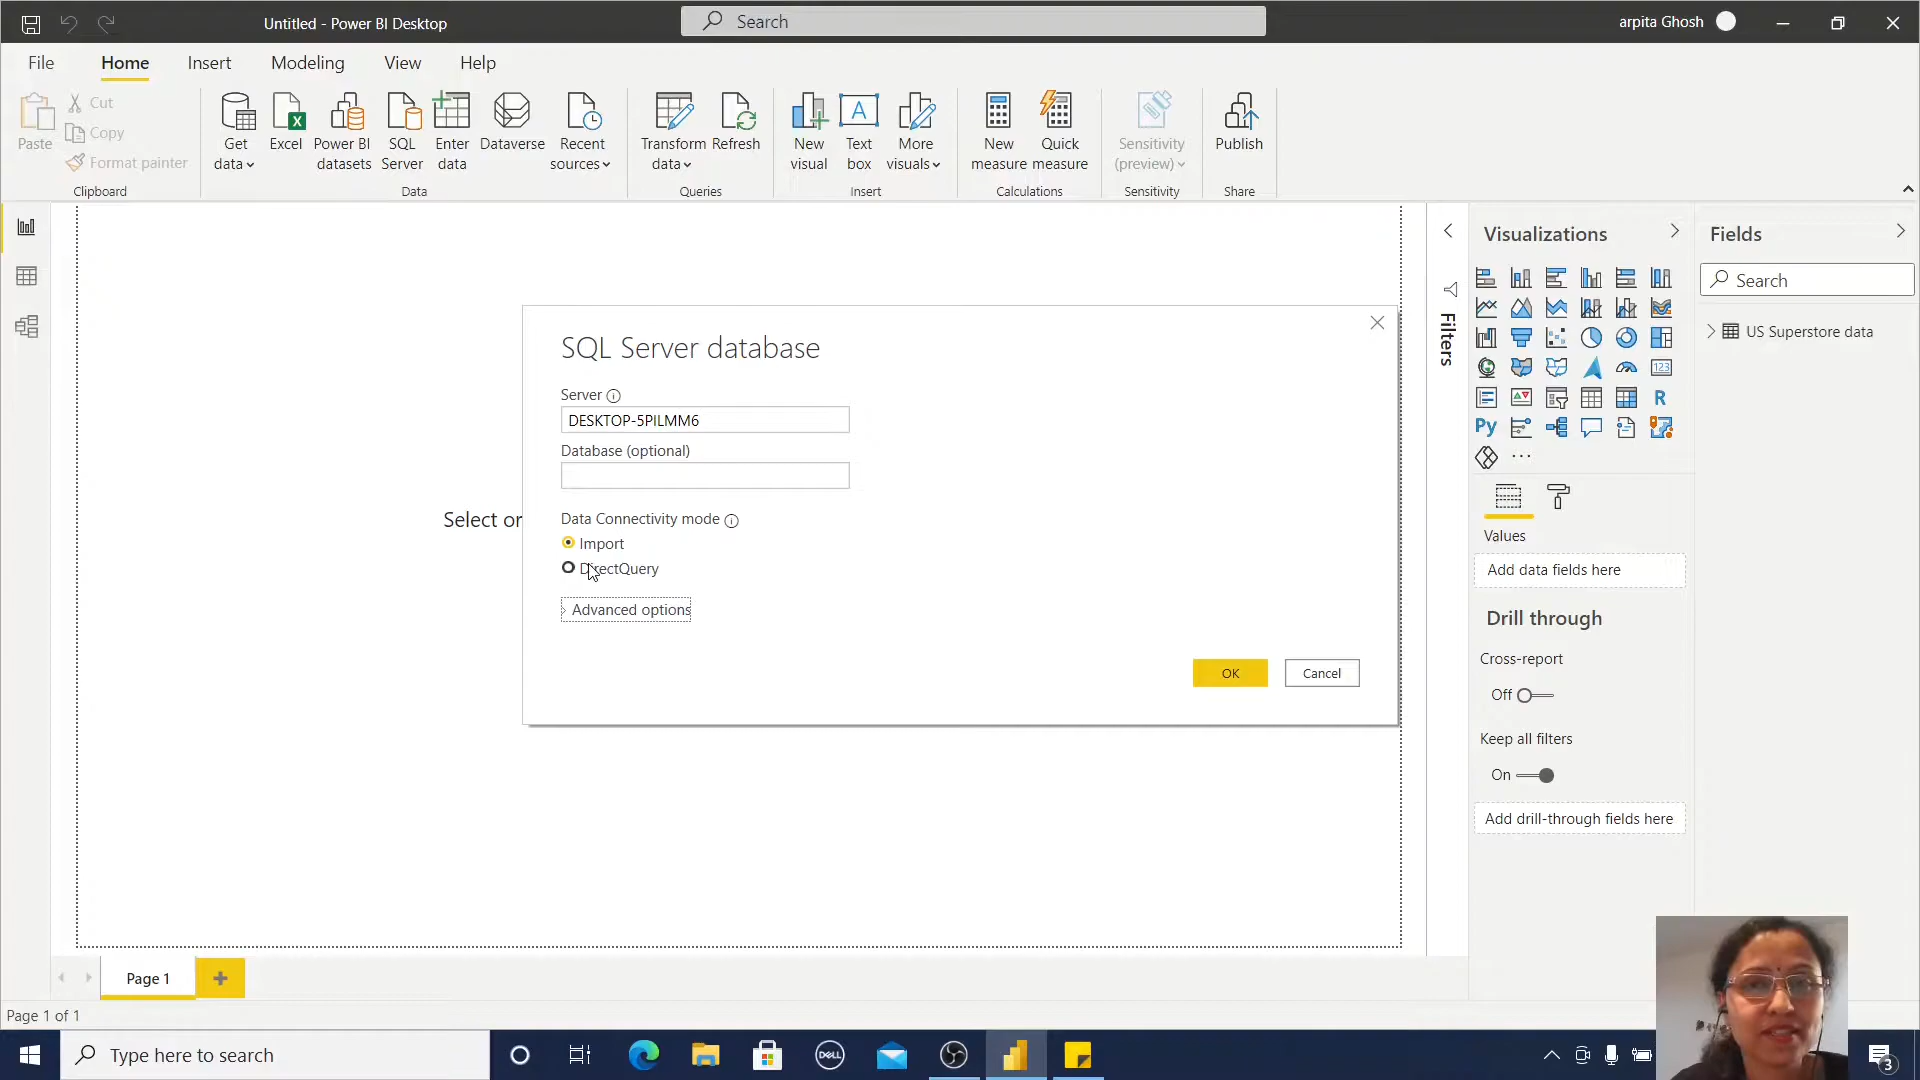 Untitled - Power BI Desktop
Search
arpita Ghosh
File Home Insert Modeling View Help
Paste
Cut
Copy
Format painter
Clipboard
Get data
Excel
Power BI datasets
SQL Server
Enter data
Dataverse
Recent sources
Data
Transform data
Refresh
Queries
New visual
Text box
More visuals
Insert
New measure
Quick measure
Calculations
Sensitivity (preview)
Sensitivity
Publish
Share
Select or
SQL Server database
Server
DESKTOP-5PILMM6
Database (optional)
Data Connectivity mode
Import
DirectQuery
Advanced options
OK
Cancel
Filters
Visualizations
123
R
Py
Values
Add data fields here
Drill through
Cross-report
Off
Keep all filters
On
Add drill-through fields here
Fields
Search
US Superstore data
Page 1
Page 1 of 1
Type here to search
DELL
3